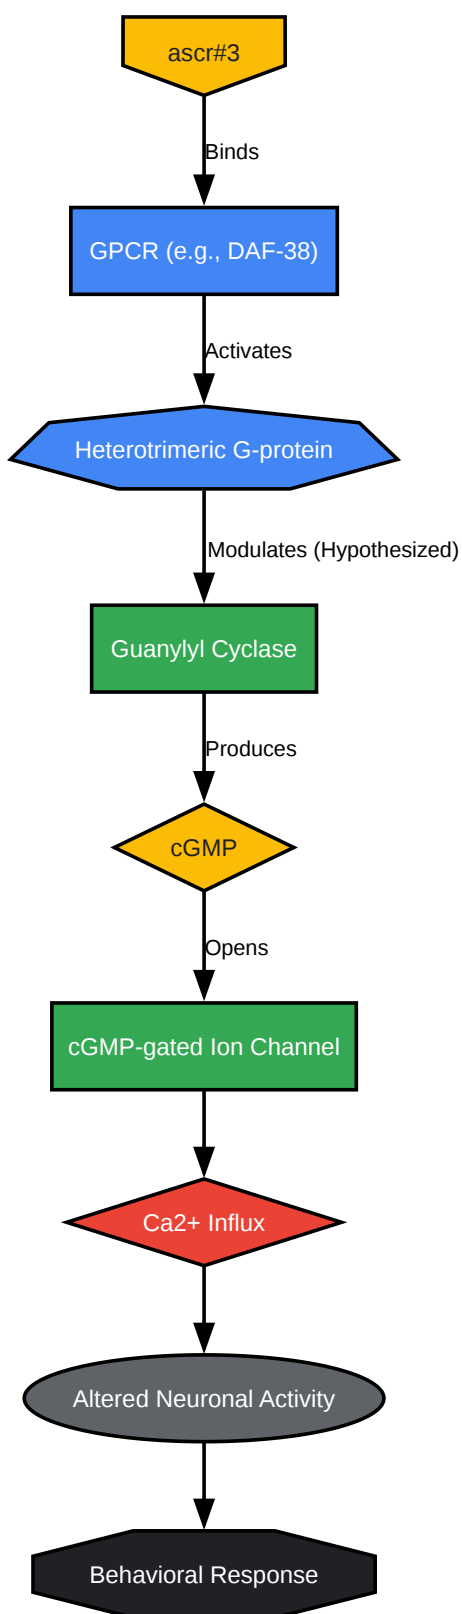 ascr#3
Binds
GPCR (e.g., DAF-38)
Activates
Heterotrimeric G-protein
Modulates (Hypothesized)
Guanylyl Cyclase
Produces
cGMP
Opens
cGMP-gated Ion Channel
Ca2+ Influx
Altered Neuronal Activity
Behavioral Response